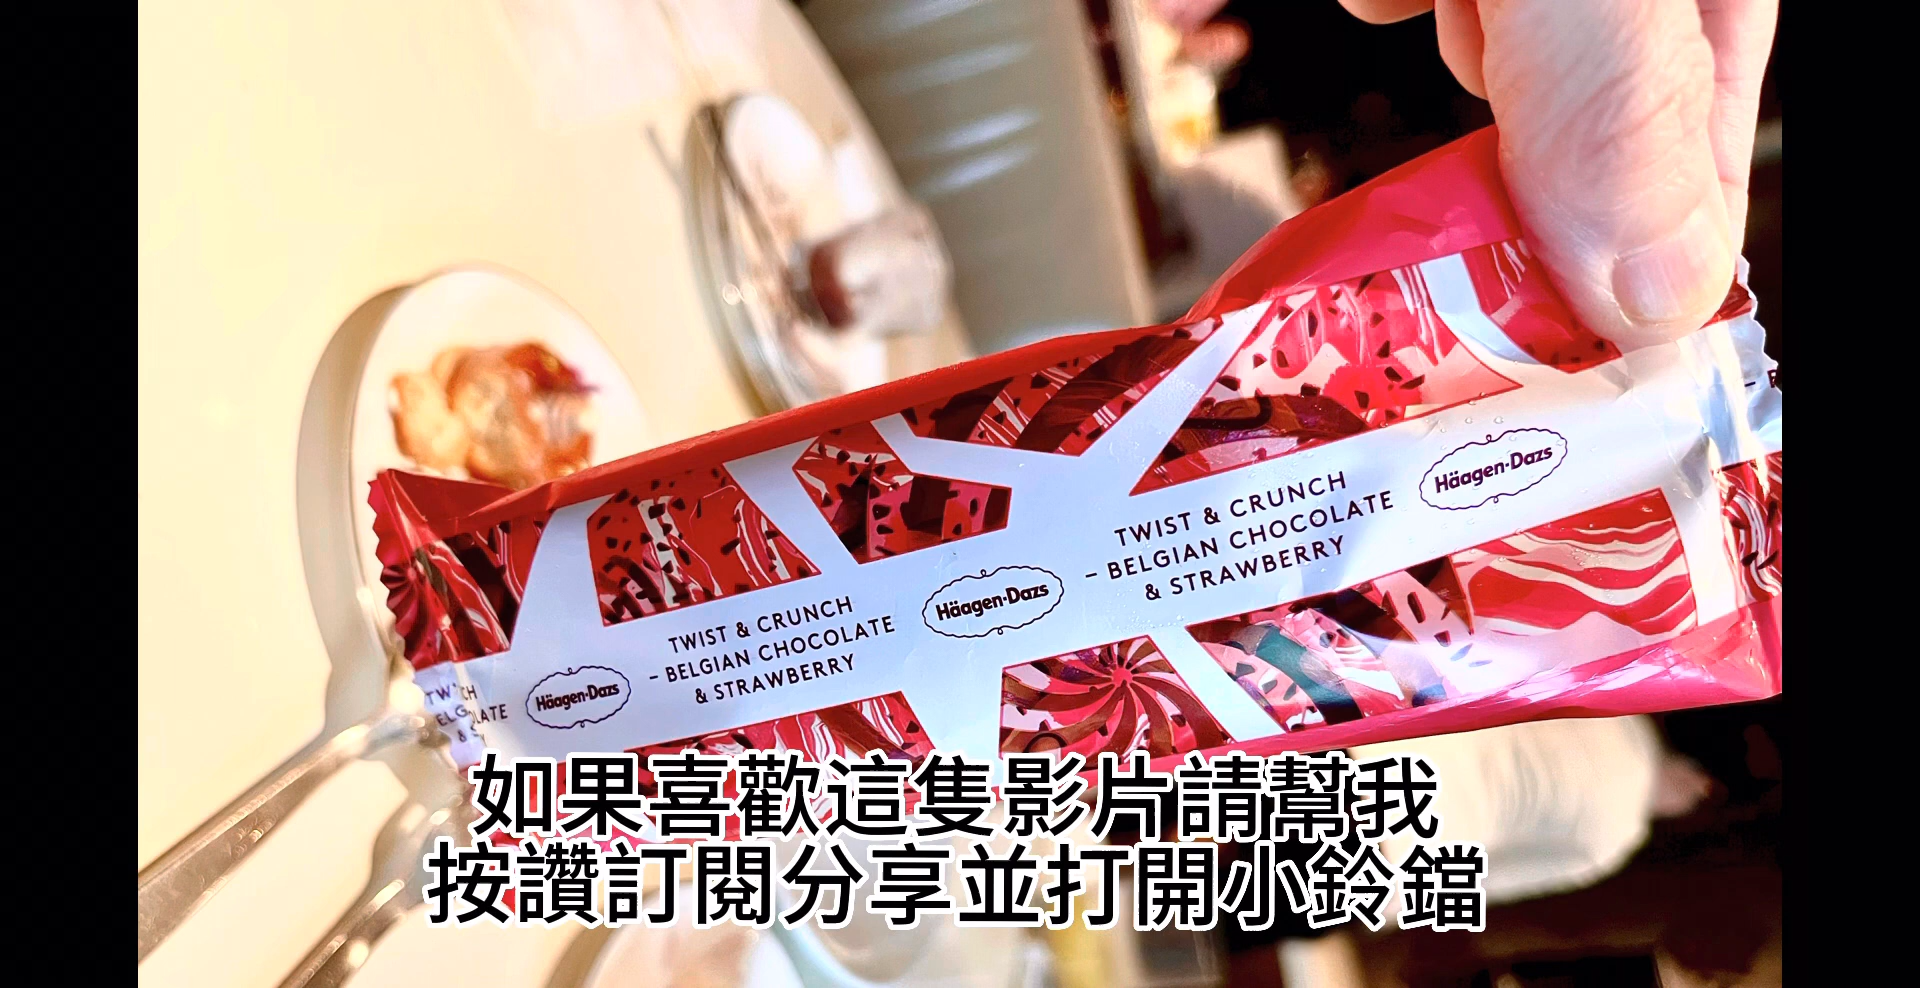 TWIST & CRUNCH
– BELGIAN CHOCOLATE
& STRAWBERRY
Häagen-Dazs
TWIST & CRUNCH
– BELGIAN CHOCOLATE
& STRAWBERRY
Häagen-Dazs
Häagen-Dazs
如果喜歡這隻影片請幫我
按讚訂閱分享並打開小鈴鐺